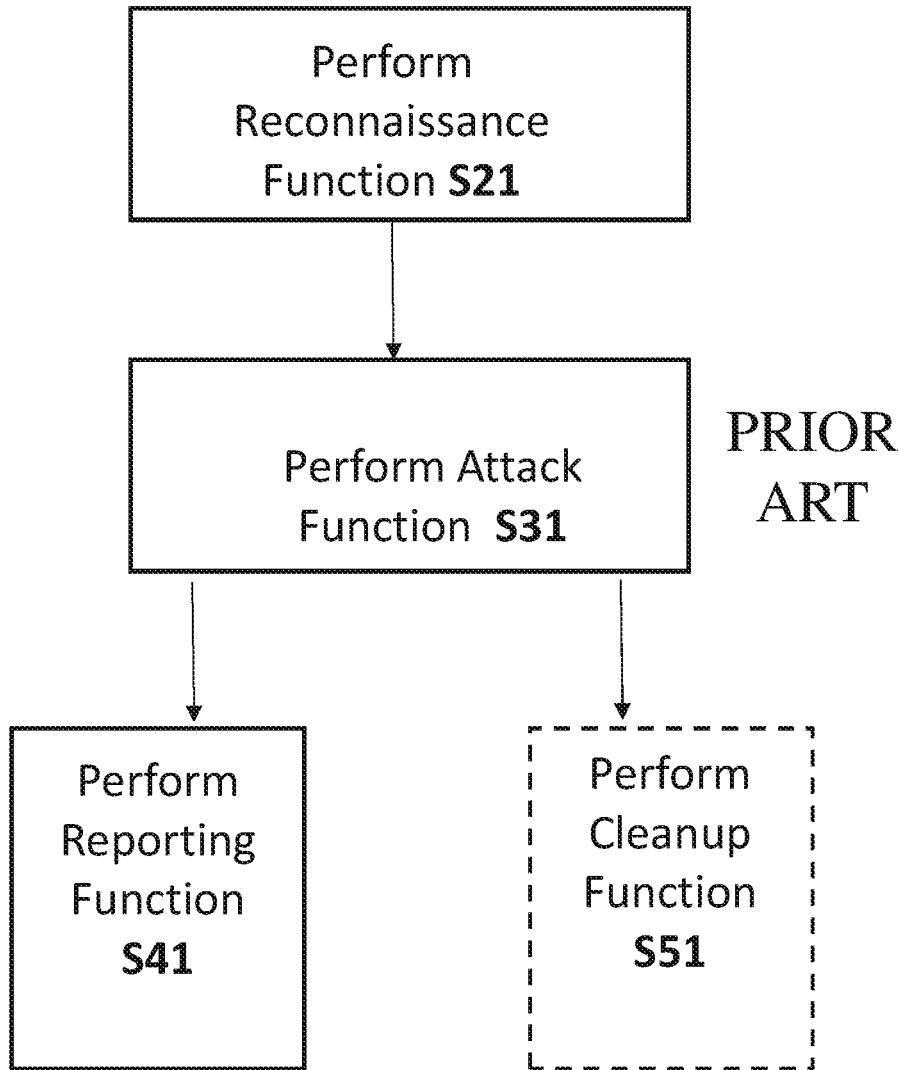 Perform
Reconnaissance
Function S21
Perform Attack
Function S31
PRIOR
ART
Perform
Reporting
Function
S41
Perform
Cleanup
Function
S51